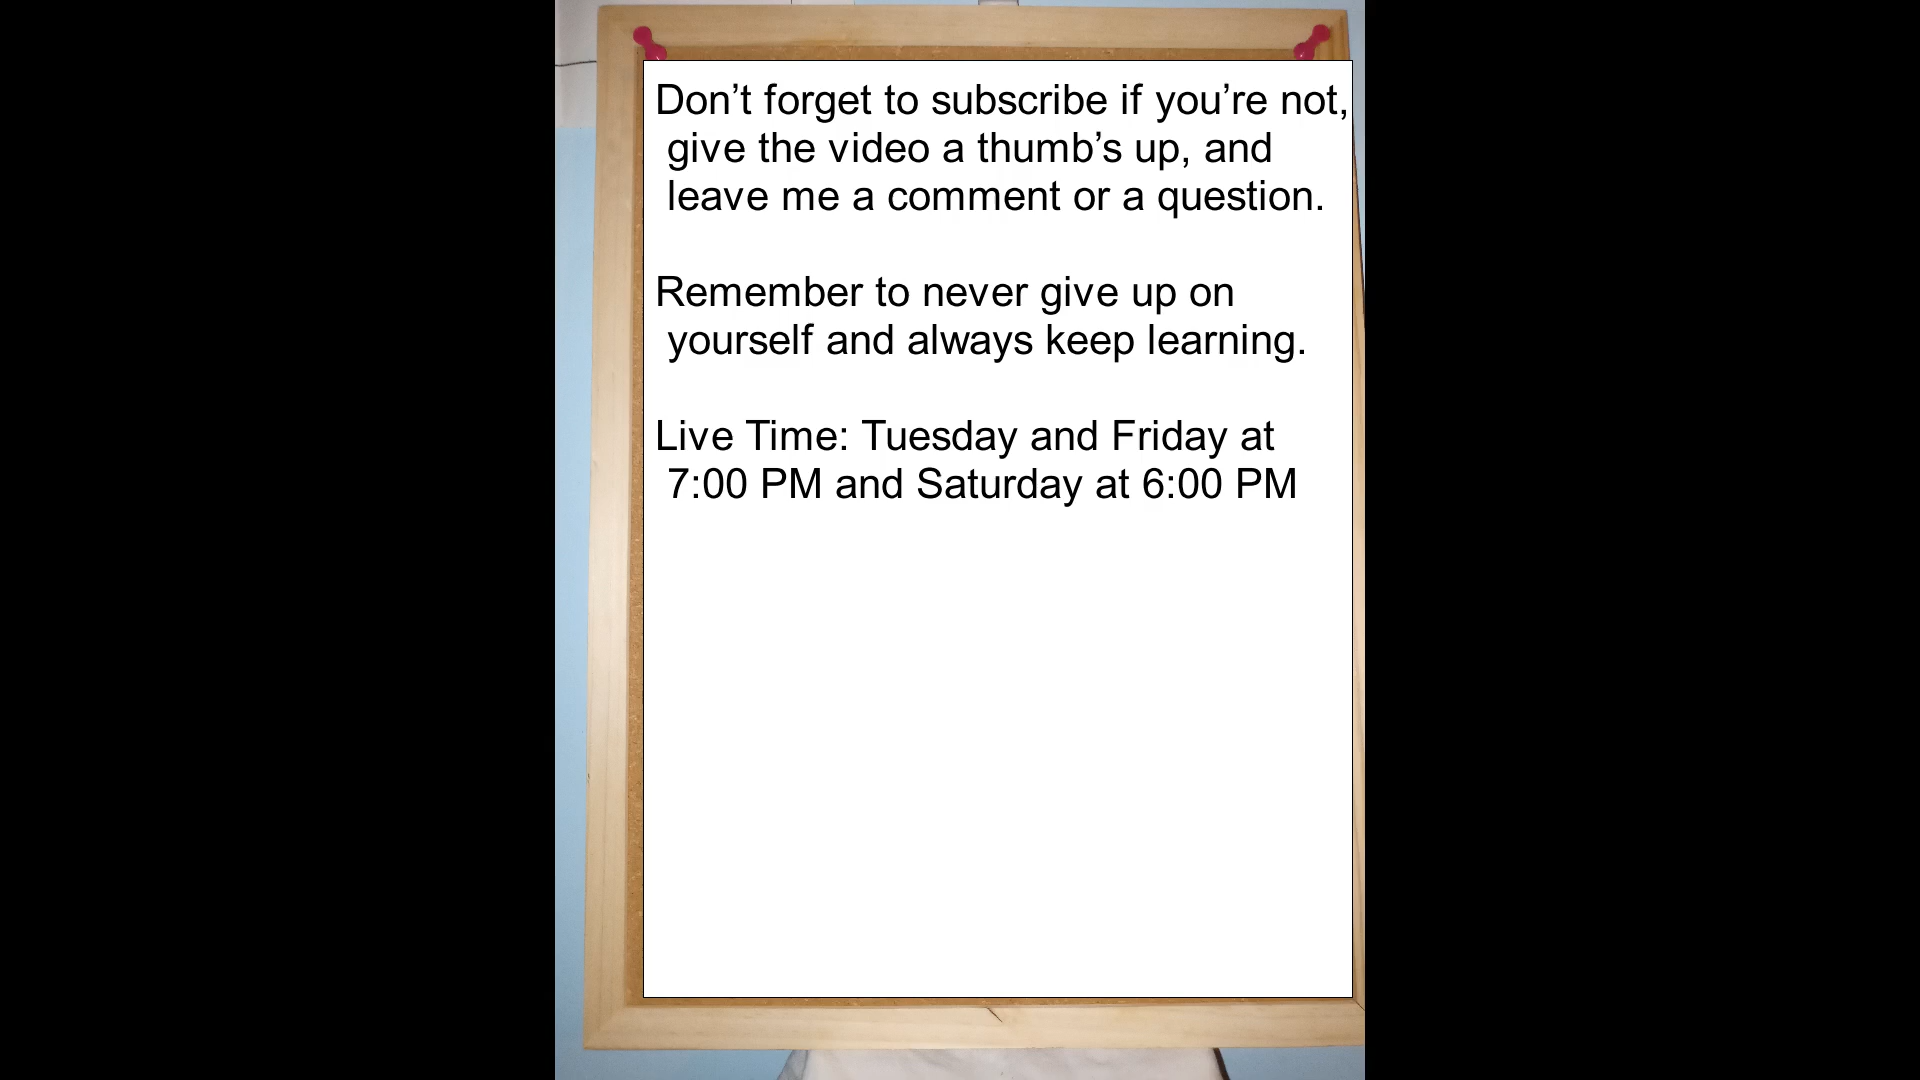 Don’t forget to subscribe if you’re not,
give the video a thumb’s up, and
leave me a comment or a question.
Remember to never give up on
yourself and always keep learning.
Live Time: Tuesday and Friday at
7:00 PM and Saturday at 6:00 PM